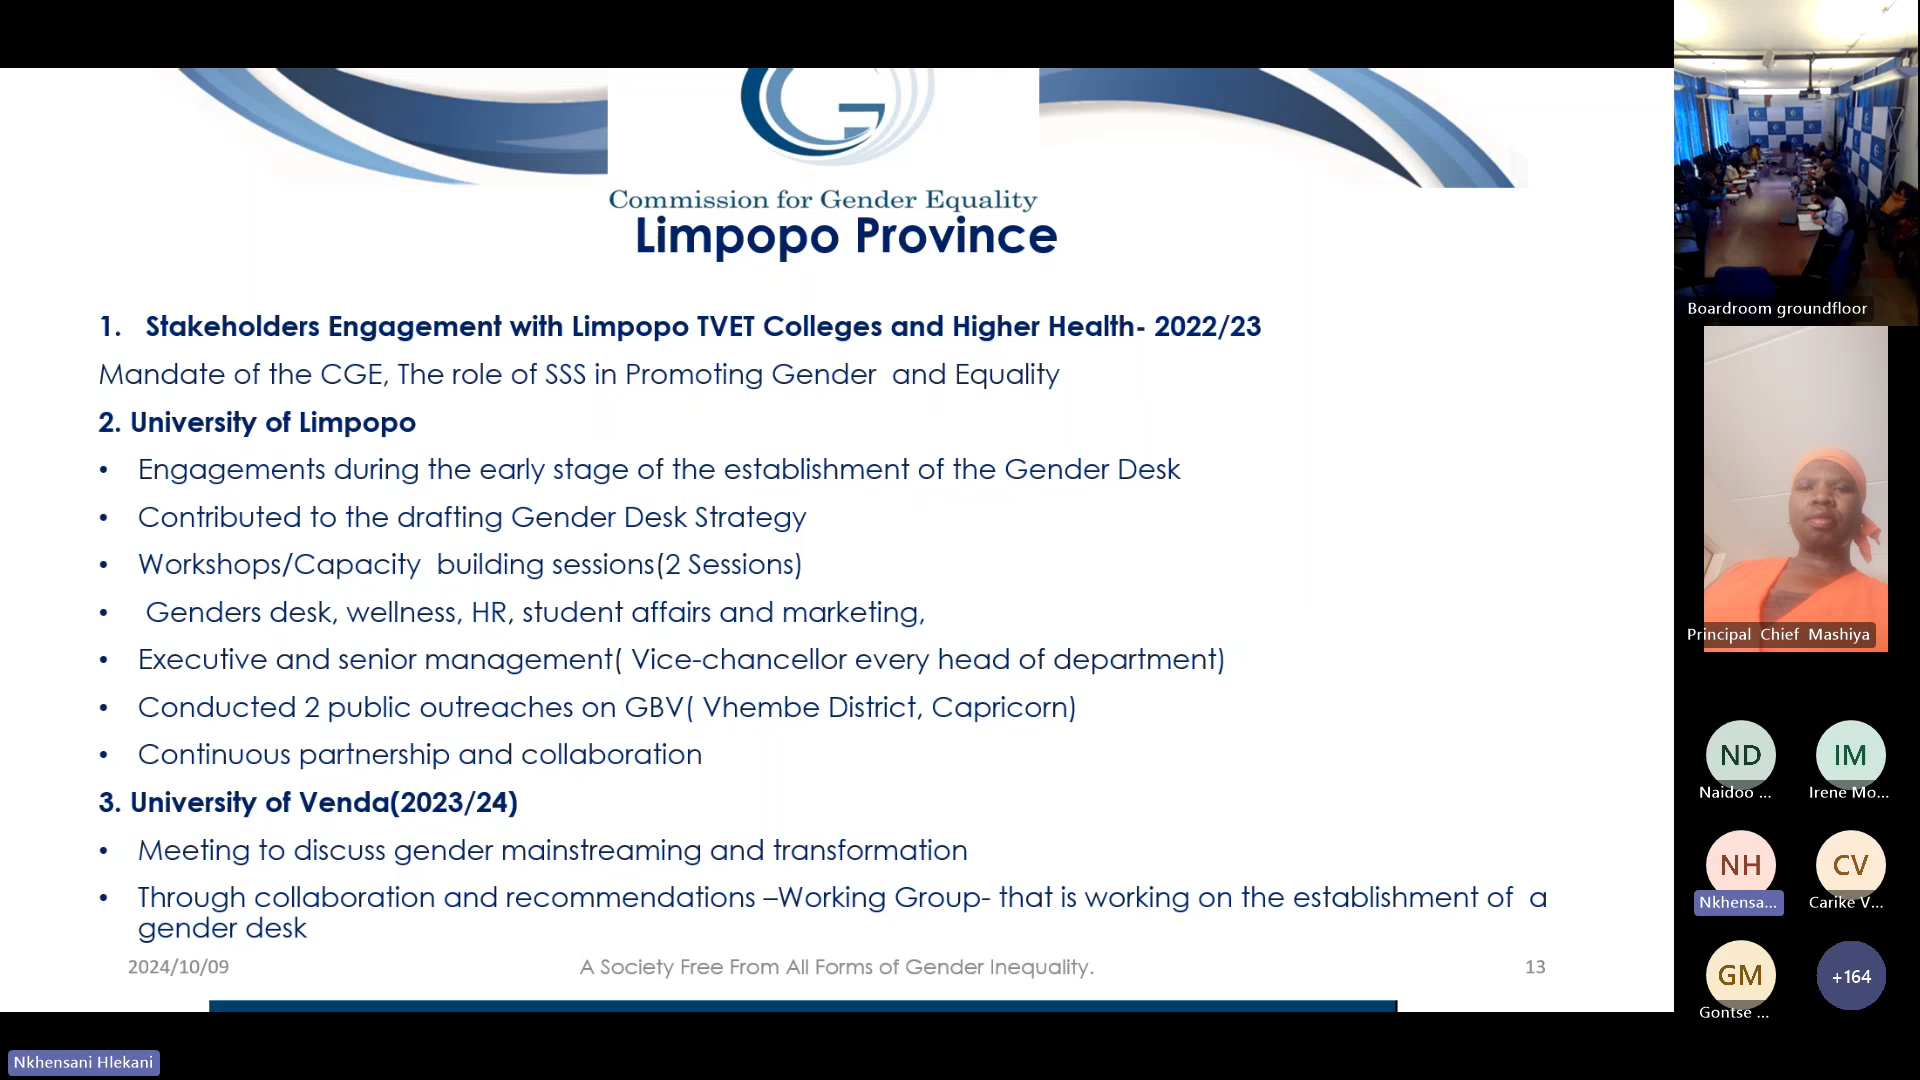 Commission for Gender Equality
Limpopo Province
1. Stakeholders Engagement with Limpopo TVET Colleges and Higher Health- 2022/23
Mandate of the CGE, The role of SSS in Promoting Gender and Equality
2. University of Limpopo
• Engagements during the early stage of the establishment of the Gender Desk
• Contributed to the drafting Gender Desk Strategy
• Workshops/Capacity building sessions(2 Sessions)
• Genders desk, wellness, HR, student affairs and marketing,
• Executive and senior management( Vice-chancellor every head of department)
• Conducted 2 public outreaches on GBV( Vhembe District, Capricorn)
• Continuous partnership and collaboration
3. University of Venda(2023/24)
• Meeting to discuss gender mainstreaming and transformation
• Through collaboration and recommendations –Working Group- that is working on the establishment of a
gender desk
2024/10/09
A Society Free From All Forms of Gender Inequality.
13
Nkhensani Hlekani
Boardroom groundfloor
Principal Chief Mashiya
ND
Naidoo ...
IM
Irene Mo...
NH
Nkhensa...
CV
Carike V...
GM
Gontse ...
+164